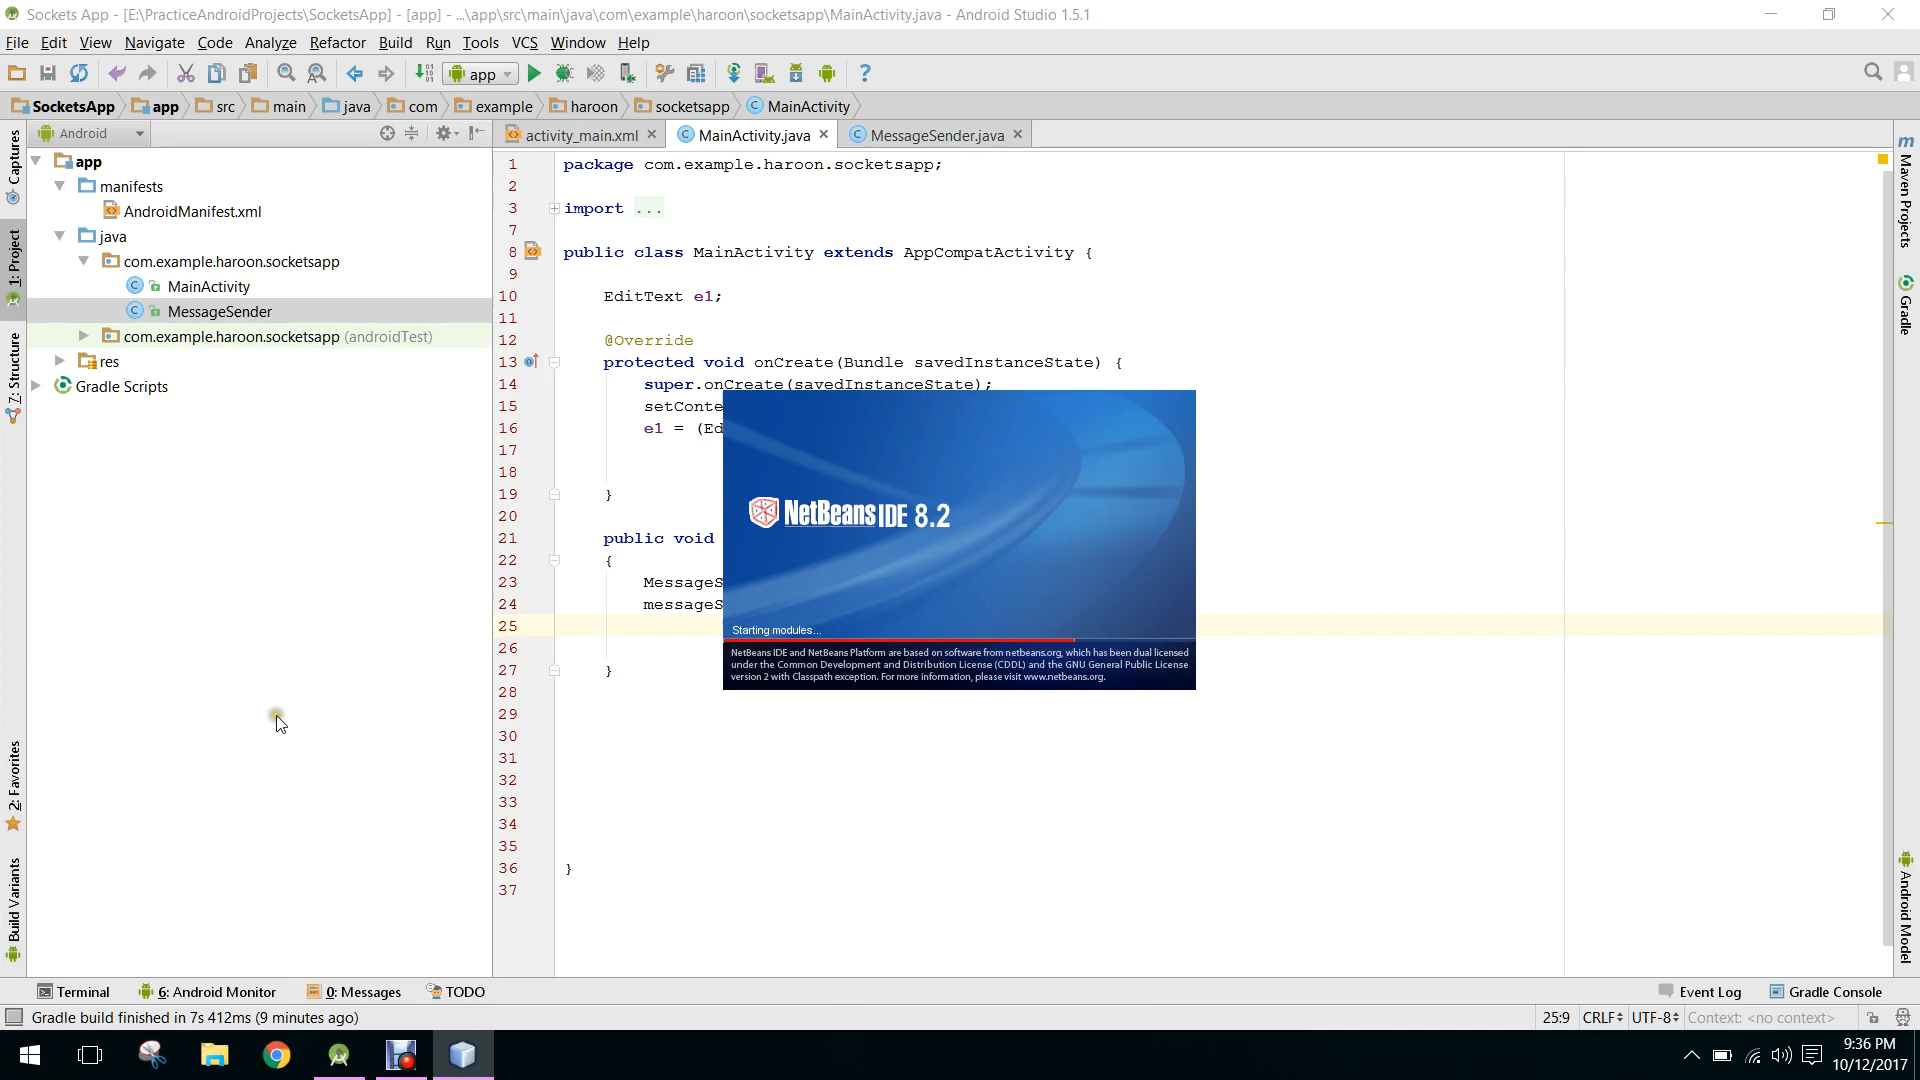 Sockets App - [E:\PracticeAndroidProjects\SocketsApp] - [app] - ...\app\src\main\java\com\example\haroon\socketsapp\MainActivity.java - Android Studio 1.5.1
File Edit View Navigate Code Analyze Refactor Build Run Tools VCS Window Help
app
SocketsApp app src main java com example haroon socketsapp MainActivity
Android
activity_main.xml MainActivity.java MessageSender.java
Captures
1: Project
7: Structure
2: Favorites
Build Variants
app
manifests
AndroidManifest.xml
java
com.example.haroon.socketsapp
MainActivity
MessageSender
com.example.haroon.socketsapp (androidTest)
res
Gradle Scripts
1 package com.example.haroon.socketsapp;
2
3 import ...
7
8 public class MainActivity extends AppCompatActivity {
9
10 EditText e1;
11
12 @Override
13 protected void onCreate(Bundle savedInstanceState) {
14 super.onCreate(savedInstanceState);
15 setConte
16 e1 = (Ed
17
18
19 }
20
21 public void
22 {
23 MessageS
24 messageS
25
26
27 }
28
29
30
31
32
33
34
35
36 }
37
NetBeans IDE 8.2
Starting modules...
NetBeans IDE and NetBeans Platform are based on software from netbeans.org, which has been dual licensed
under the Common Development and Distribution License (CDDL) and the GNU General Public License
version 2 with Classpath exception. For more information, please visit www.netbeans.org.
m
Maven Projects
Gradle
Android Model
Terminal 6: Android Monitor 0: Messages TODO Event Log Gradle Console
Gradle build finished in 7s 412ms (9 minutes ago) 25:9 CRLF UTF-8 Context: <no context>
9:36 PM
10/12/2017